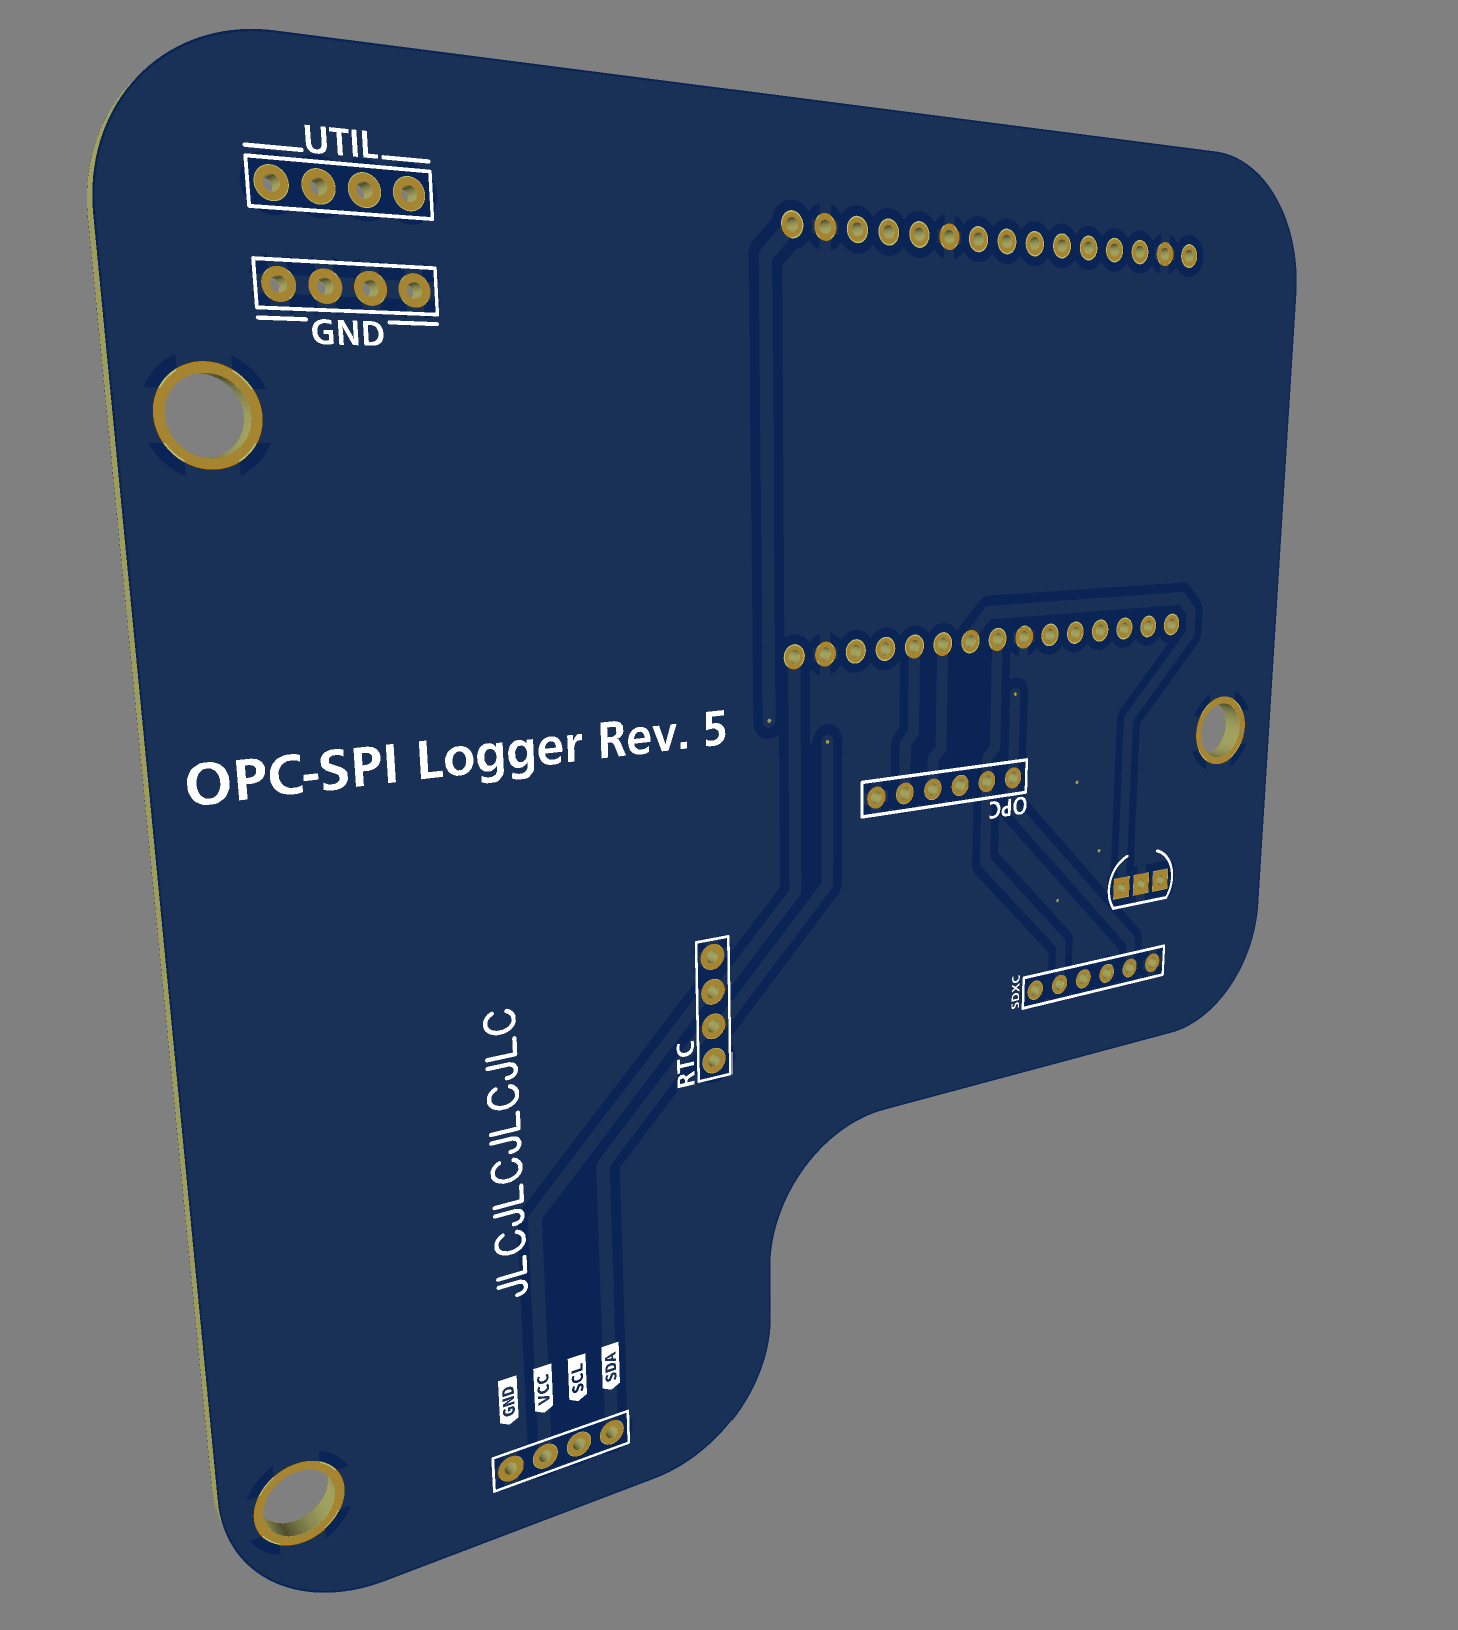 UTIL
GND
OPC-SPI Logger Rev. 5
OPC
SDXC
RTC
JLCJLCJLCJLC
GND
VCC
SCL
SDA